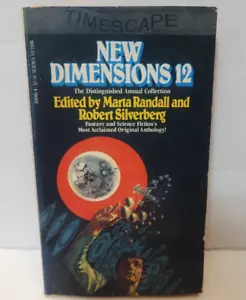 TIMESCAPE
NEW
DIMENSIONS 12
The Distinguished Annual Collection
Edited by Marta Randall and
Robert Silverberg
Fantasy and Science Fiction's
Most Acclaimed Original Anthology!